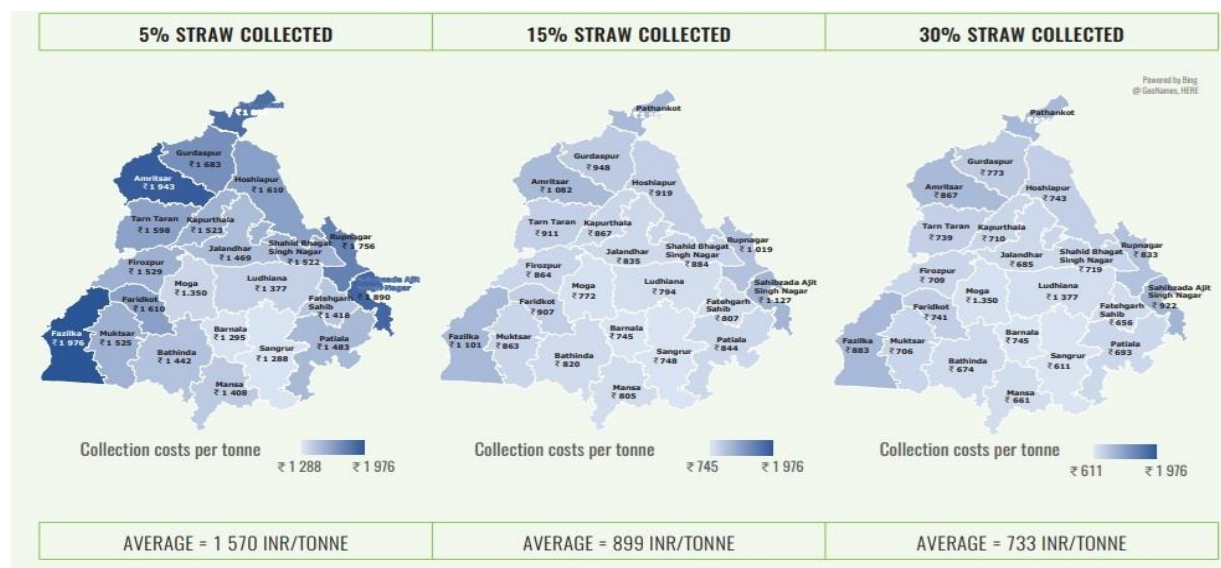 5% STRAW COLLECTED
15% STRAW COLLECTED
30% STRAW COLLECTED
Powered by Bing
@ GeoNames, HERE
Gurdaspur
₹ 1 683
Amritsar
₹ 1 943
Hoshiapur
₹ 1 610
Tarn Taran
₹ 1 598
Kapurthala
₹ 1 523
Jalandhar
₹ 1 469
Shahid Bhagat
Singh Nagar
₹ 1 522
Rupnagar
₹ 1 756
Firozpur
₹ 1 529
Moga
₹ 1.350
Ludhiana
₹ 1 377
Ajit
₹ 1 890
Faridkot
₹ 1 610
Fatehgarh
Sahib
₹ 1 418
Fazilka
₹ 1 976
Muktsar
₹ 1 525
Barnala
₹ 1 295
Patiala
₹ 1 483
Bathinda
₹ 1 442
Sangrur
₹ 1 288
Mansa
₹ 1 408
Collection costs per tonne
₹ 1 288
₹ 1 976
Pathankot
Gurdaspur
₹ 948
Amritsar
₹ 1 082
Hoshiapur
₹ 919
Tarn Taran
₹ 911
Kapurthala
₹ 867
Jalandhar
₹ 835
Shahid Bhagat
Singh Nagar
₹ 884
Rupnagar
₹ 1 019
Firozpur
₹ 864
Moga
₹ 772
Ludhiana
₹ 794
Sahibzada Ajit
Singh Nagar
₹ 1 127
Faridkot
₹ 907
Fatehgarh
Sahib
₹ 807
Fazilka
₹ 1 101
Muktsar
₹ 863
Barnala
₹ 745
Patiala
₹ 844
Bathinda
₹ 820
Sangrur
₹ 748
Mansa
₹ 805
Collection costs per tonne
₹ 745
₹ 1 976
Pathankot
Gurdaspur
₹ 773
Amritsar
₹ 867
Hoshiapur
₹ 743
Tarn Taran
₹ 739
Kapurthala
₹ 710
Jalandhar
₹ 685
Shahid Bhagat
Singh Nagar
₹ 719
Rupnagar
₹ 833
Firozpur
₹ 709
Moga
₹ 1.350
Ludhiana
₹ 1 377
Sahibzada Ajit
Singh Nagar
₹ 922
Faridkot
₹ 741
Fatehgarh
Sahib
₹ 656
Fazilka
₹ 883
Muktsar
₹ 706
Barnala
₹ 745
Patiala
₹ 693
Bathinda
₹ 674
Sangrur
₹ 611
Mansa
₹ 661
Collection costs per tonne
₹ 611
₹ 1 976
AVERAGE = 1 570 INR/TONNE
AVERAGE = 899 INR/TONNE
AVERAGE = 733 INR/TONNE